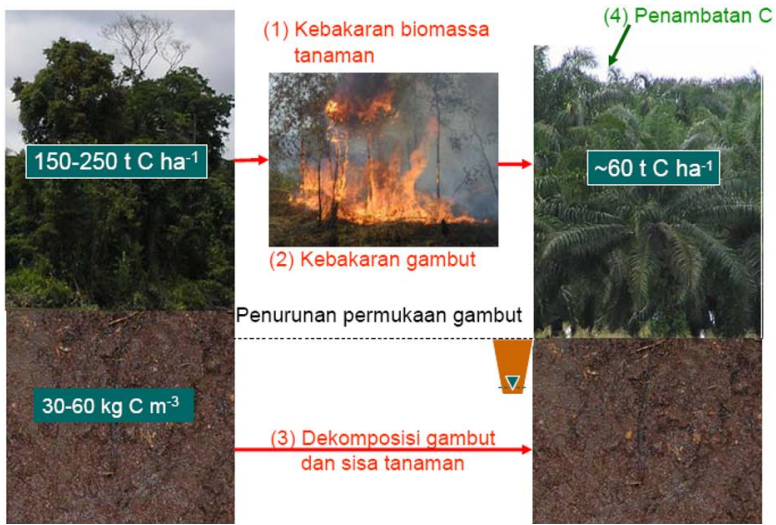 (1) Kebakaran biomassa
tanaman
(4) Penambatan C
150-250 t C ha⁻¹
~60 t C ha⁻¹
(2) Kebakaran gambut
Penurunan permukaan gambut
30-60 kg C m⁻³
(3) Dekomposisi gambut
dan sisa tanaman